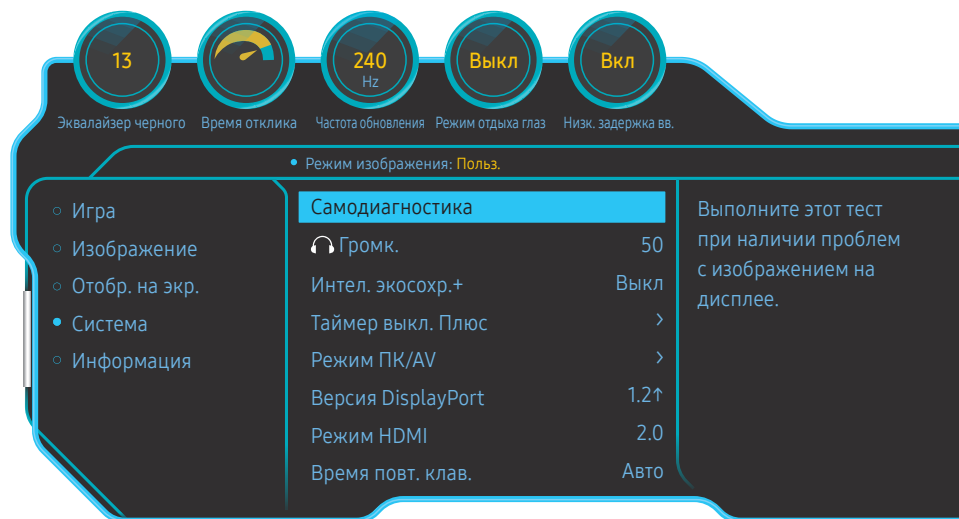 13
240
Hz
Выкл
Вкл
Эквалайзер черного
Время отклика
Частота обновления
Режим отдыха глаз
Низк. задержка вв.
Режим изображения: Польз.
Игра
Изображение
Отобр. на экр.
Система
Информация
Самодиагностика
Громк. 50
Интел. экосохр.+ Выкл
Таймер выкл. Плюс >
Режим ПК/AV >
Версия DisplayPort 1.2↑
Режим HDMI 2.0
Время повт. клав. Авто
Выполните этот тест
при наличии проблем
с изображением на
дисплее.